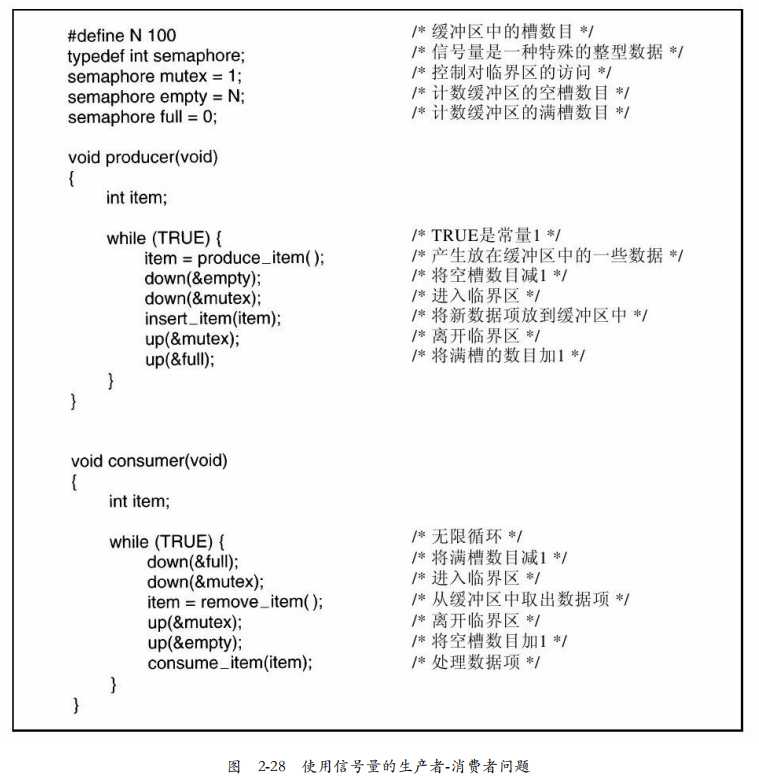 #define N 100 /* 缓冲区中的槽数目 */
typedef int semaphore; /* 信号量是一种特殊的整型数据 */
semaphore mutex = 1; /* 控制对临界区的访问 */
semaphore empty = N; /* 计数缓冲区的空槽数目 */
semaphore full = 0; /* 计数缓冲区的满槽数目 */
void producer(void)
{
int item;
while (TRUE) { /* TRUE是常量1 */
item = produce_item( ); /* 产生放在缓冲区中的一些数据 */
down(&empty); /* 将空槽数目减1 */
down(&mutex); /* 进入临界区 */
insert_item(item); /* 将新数据项放到缓冲区中 */
up(&mutex); /* 离开临界区 */
up(&full); /* 将满槽的数目加1 */
}
}
void consumer(void)
{
int item;
while (TRUE) { /* 无限循环 */
down(&full); /* 将满槽数目减1 */
down(&mutex); /* 进入临界区 */
item = remove_item( ); /* 从缓冲区中取出数据项 */
up(&mutex); /* 离开临界区 */
up(&empty); /* 将空槽数目加1 */
consume_item(item); /* 处理数据项 */
}
}
图 2-28 使用信号量的生产者-消费者问题